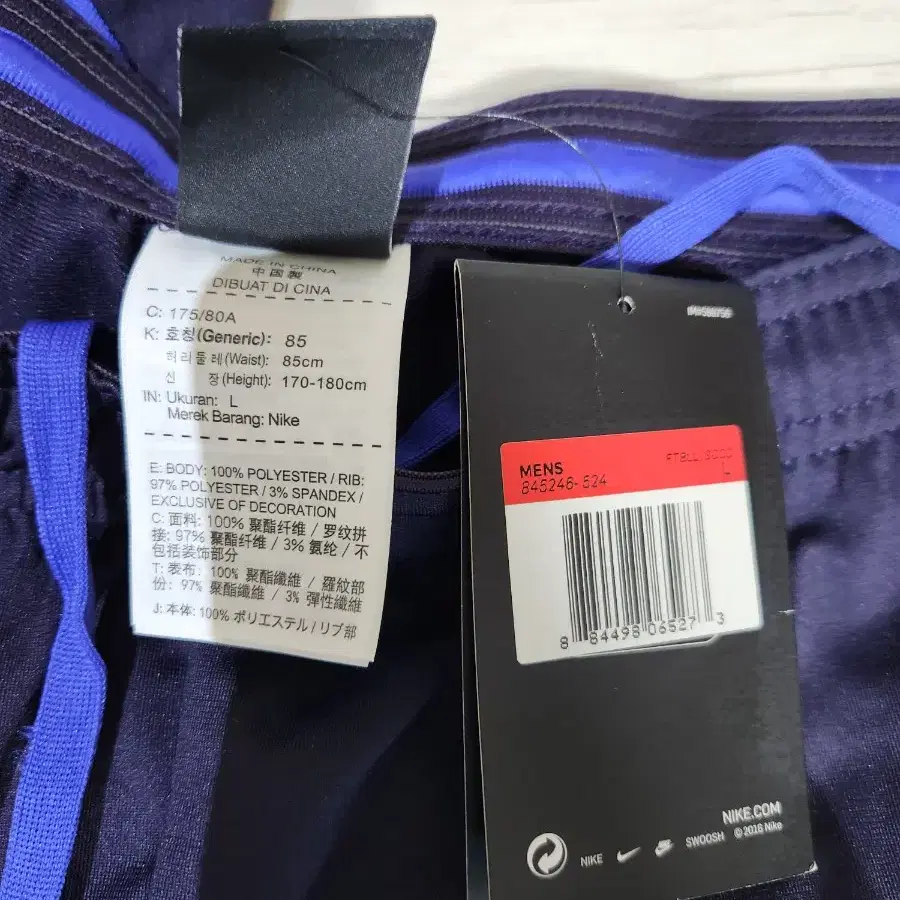 MADE IN CHINA
中国製
DIBUAT DI CINA
C: 175/80A
K: 호칭(Generic): 85
허리둘레(Waist): 85cm
신 장(Height): 170-180cm
IN: Ukuran: L
Merek Barang: Nike
E: BODY: 100% POLYESTER / RIB:
97% POLYESTER / 3% SPANDEX /
EXCLUSIVE OF DECORATION
C: 面料: 100% 聚酯纤维 / 罗纹拼
接: 97% 聚酯纤维 / 3% 氨纶 / 不
包括装饰部分
T: 表布: 100% 聚酯纖維 / 羅紋部
份: 97% 聚酯纖維 / 3% 彈性纖維
J: 本体: 100% ポリエステル / リブ部
MENS
845246-524
FTBLL SOCC
L
8 84498 06527 3
NIKE.COM
NIKE SWOOSH © 2016 Nike